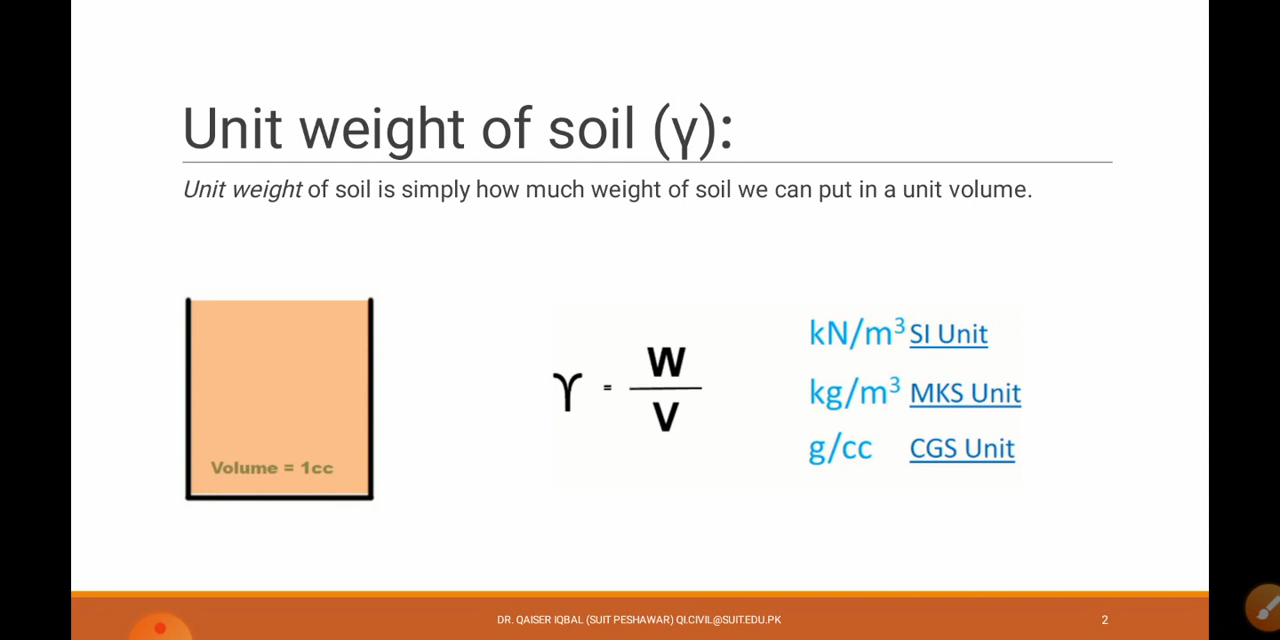 Unit weight of soil (γ):
Unit weight of soil is simply how much weight of soil we can put in a unit volume.
Volume = 1cc
γ = W / V
kN/m³ SI Unit
kg/m³ MKS Unit
g/cc CGS Unit
DR. QAISER IQBAL (SUIT PESHAWAR) QI.CIVIL@SUIT.EDU.PK 2